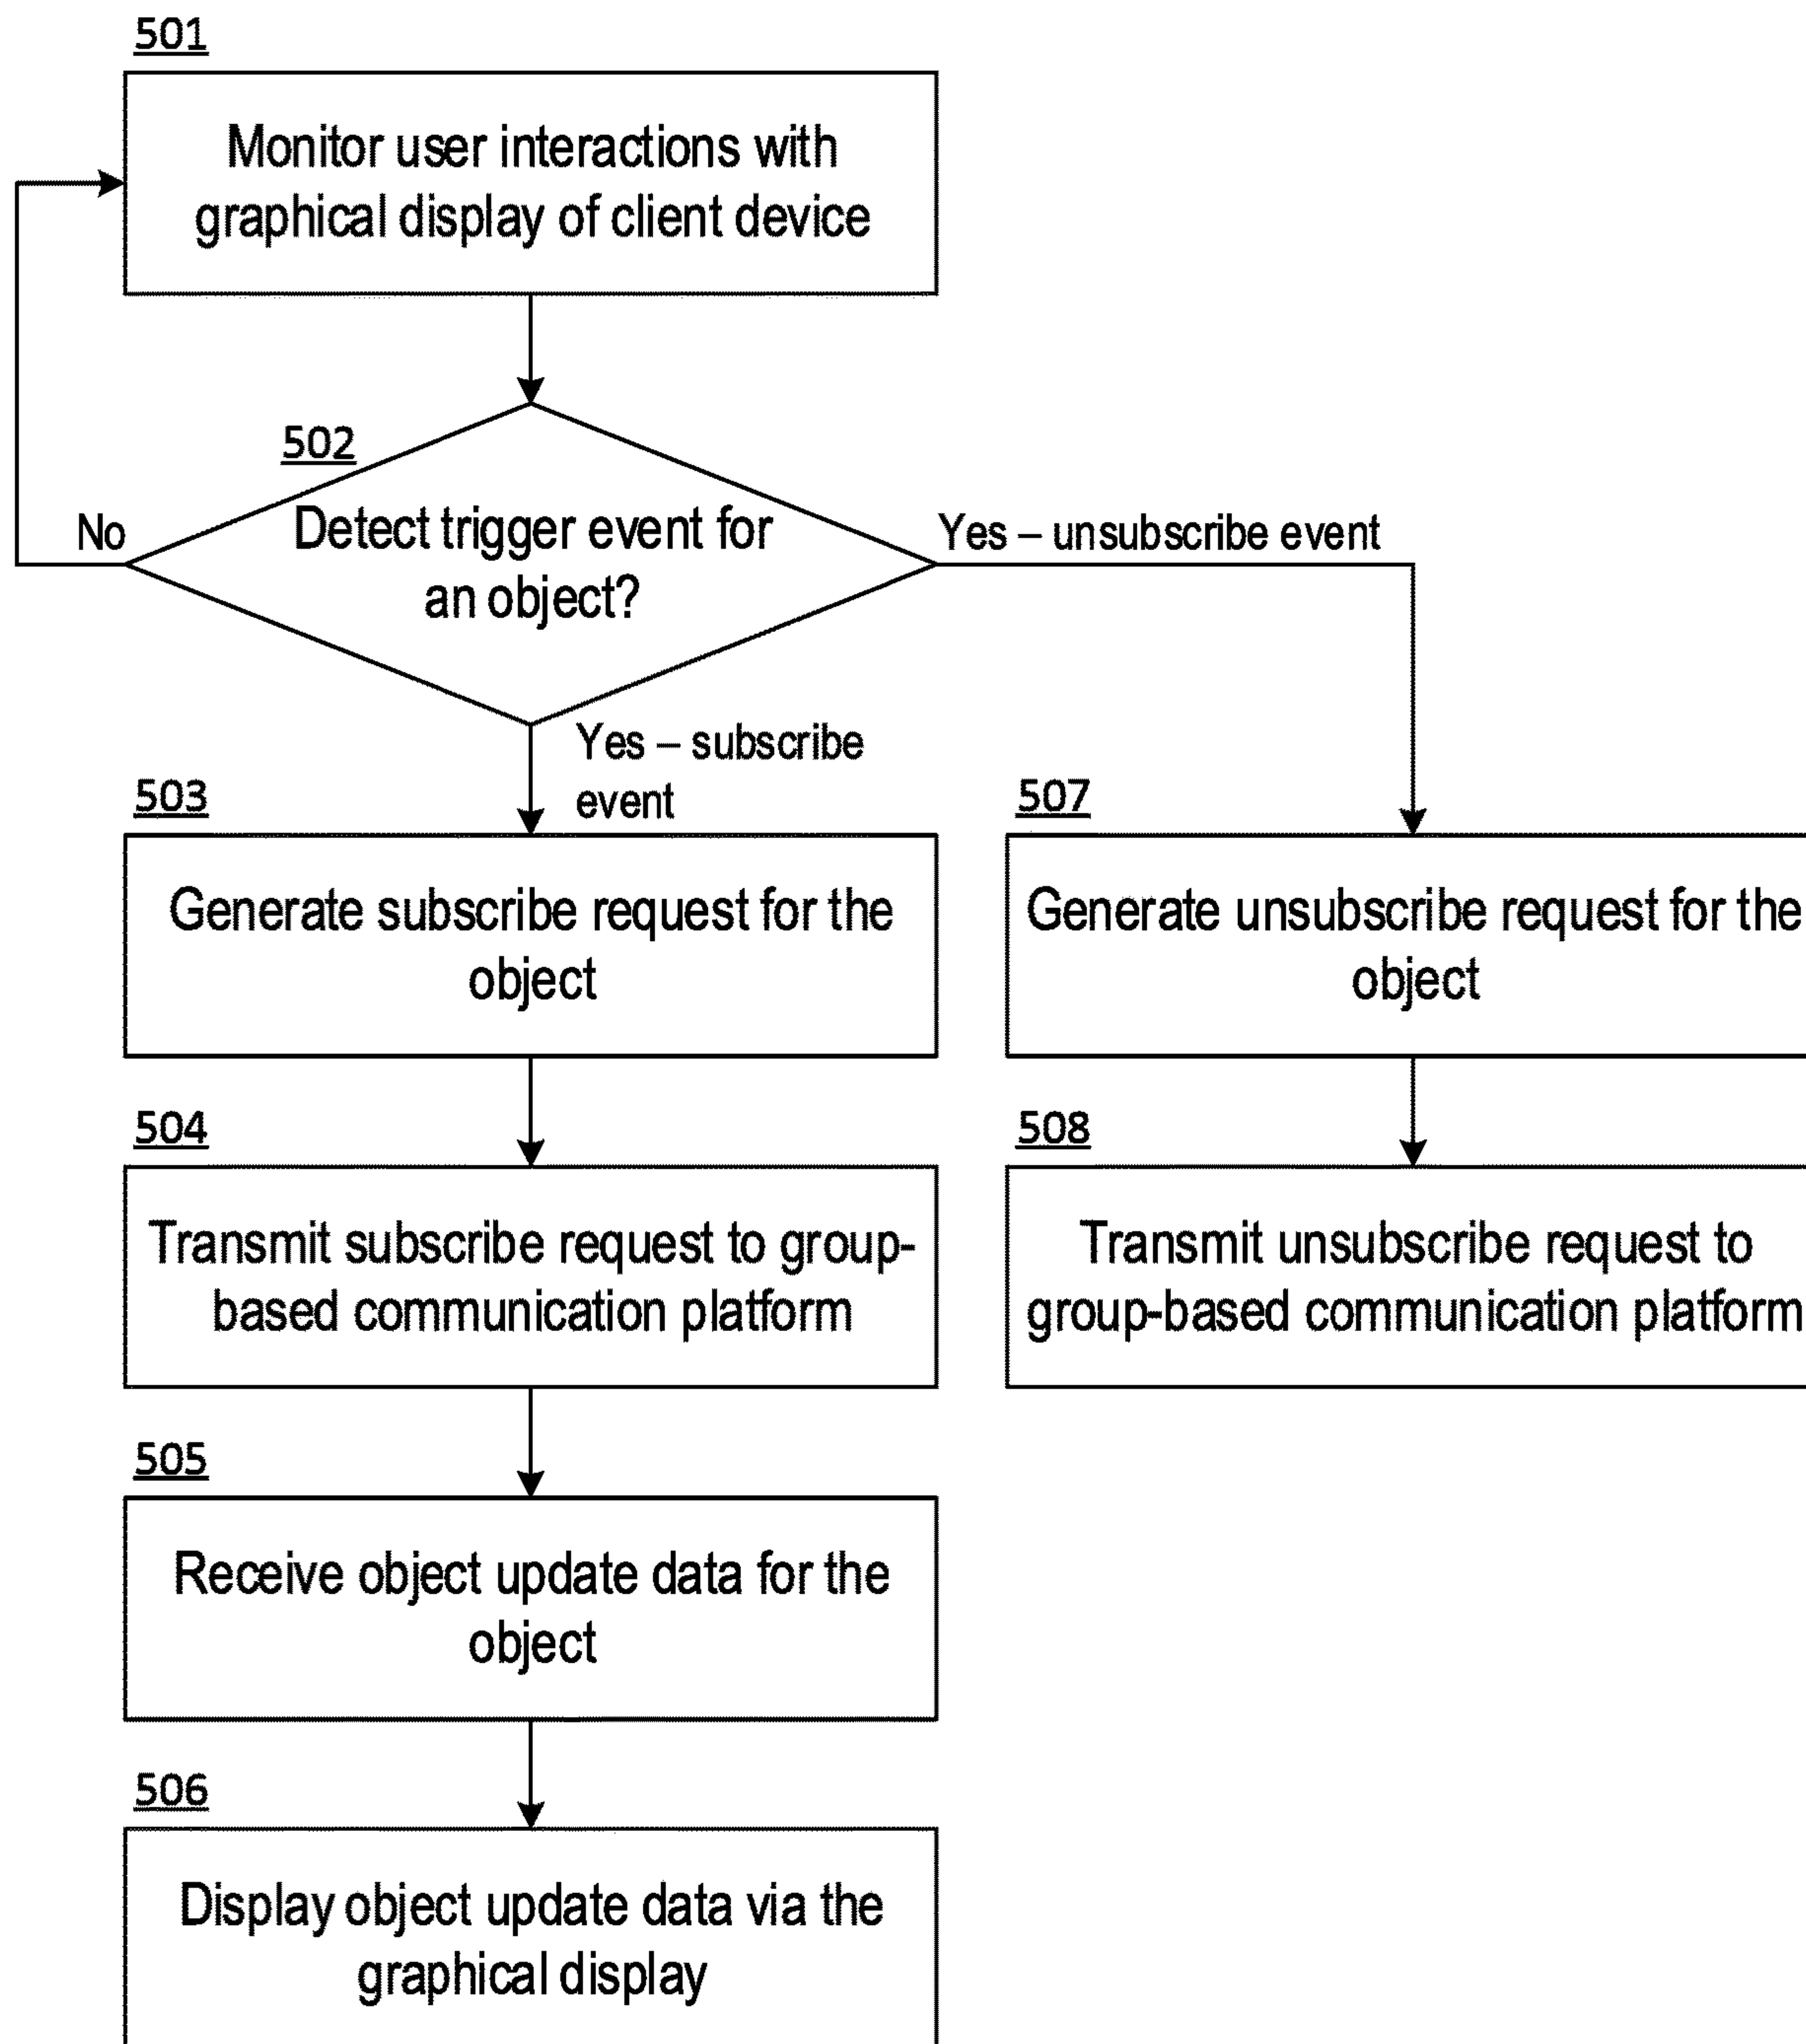 501
Monitor user interactions with
graphical display of client device
502
Detect trigger event for
an object?
No
Yes – unsubscribe event
Yes – subscribe
event
503
Generate subscribe request for the
object
507
Generate unsubscribe request for the
object
504
Transmit subscribe request to group-
based communication platform
508
Transmit unsubscribe request to
group-based communication platform
505
Receive object update data for the
object
506
Display object update data via the
graphical display